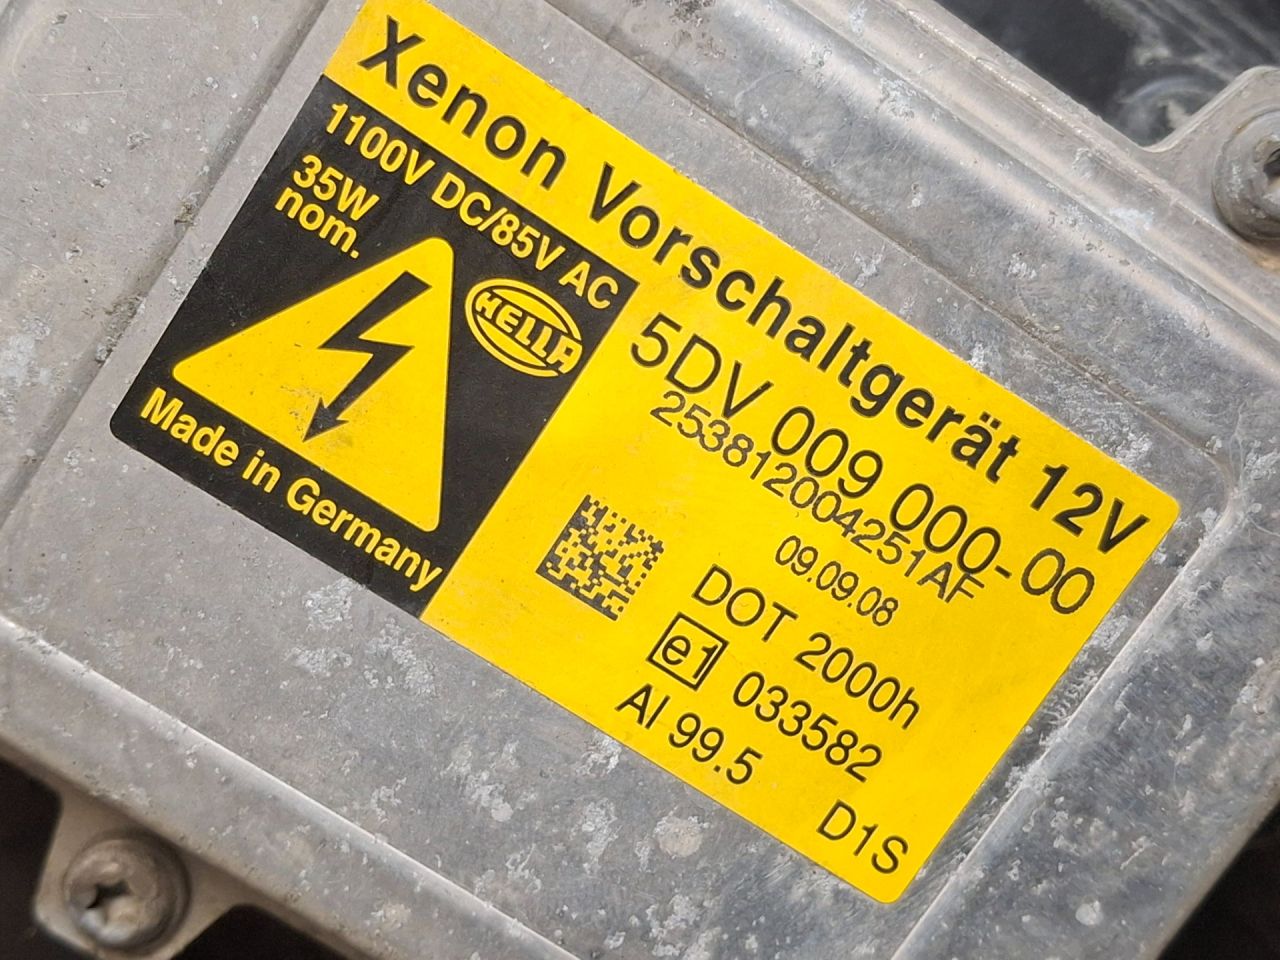 Xenon Vorschaltgerät 12V
1100V DC/85V AC
35W
nom.
HELLA
Made in Germany
5DV 009 000-00
253812004251AF
09.09.08
DOT 2000h
e1 033582
Al 99.5
D1S